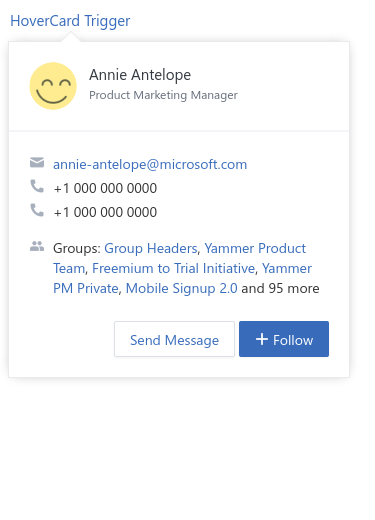 HoverCard Trigger
Annie Antelope
Product Marketing Manager
annie-antelope@microsoft.com
+1 000 000 0000
+1 000 000 0000
Groups: Group Headers, Yammer Product
Team, Freemium to Trial Initiative, Yammer
PM Private, Mobile Signup 2.0 and 95 more
Send Message
+ Follow